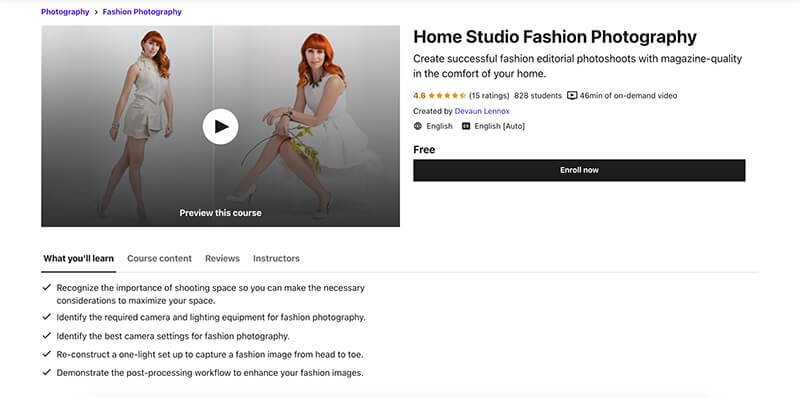 Photography > Fashion Photography
Preview this course
Home Studio Fashion Photography
Create successful fashion editorial photoshoots with magazine-quality
in the comfort of your home.
4.6 (15 ratings) 828 students 46min of on-demand video
Created by Devaun Lennox
English CC English [Auto]
Free
Enroll now
What you'll learn Course content Reviews Instructors
Recognize the importance of shooting space so you can make the necessary
considerations to maximize your space.
Identify the required camera and lighting equipment for fashion photography.
Identify the best camera settings for fashion photography.
Re-construct a one-light set up to capture a fashion image from head to toe.
Demonstrate the post-processing workflow to enhance your fashion images.